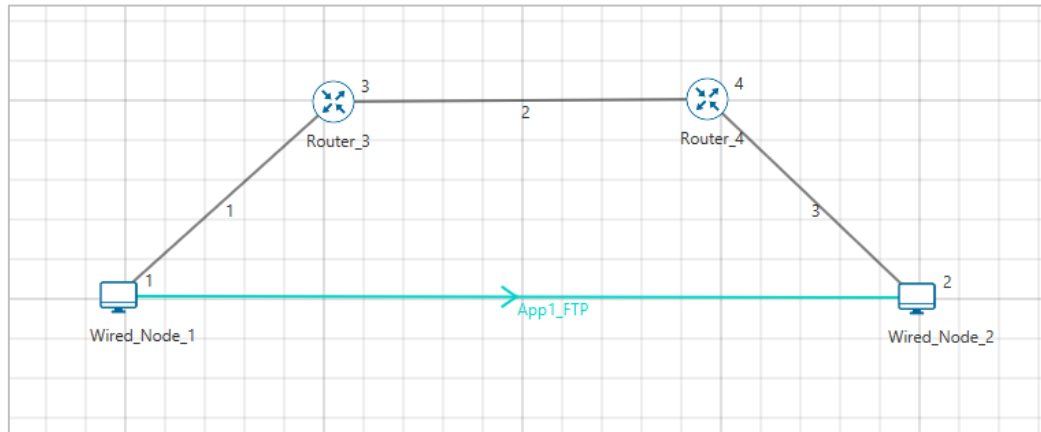 3
4
Router_3
2
Router_4
1
3
1
2
App1_FTP
Wired_Node_1
Wired_Node_2